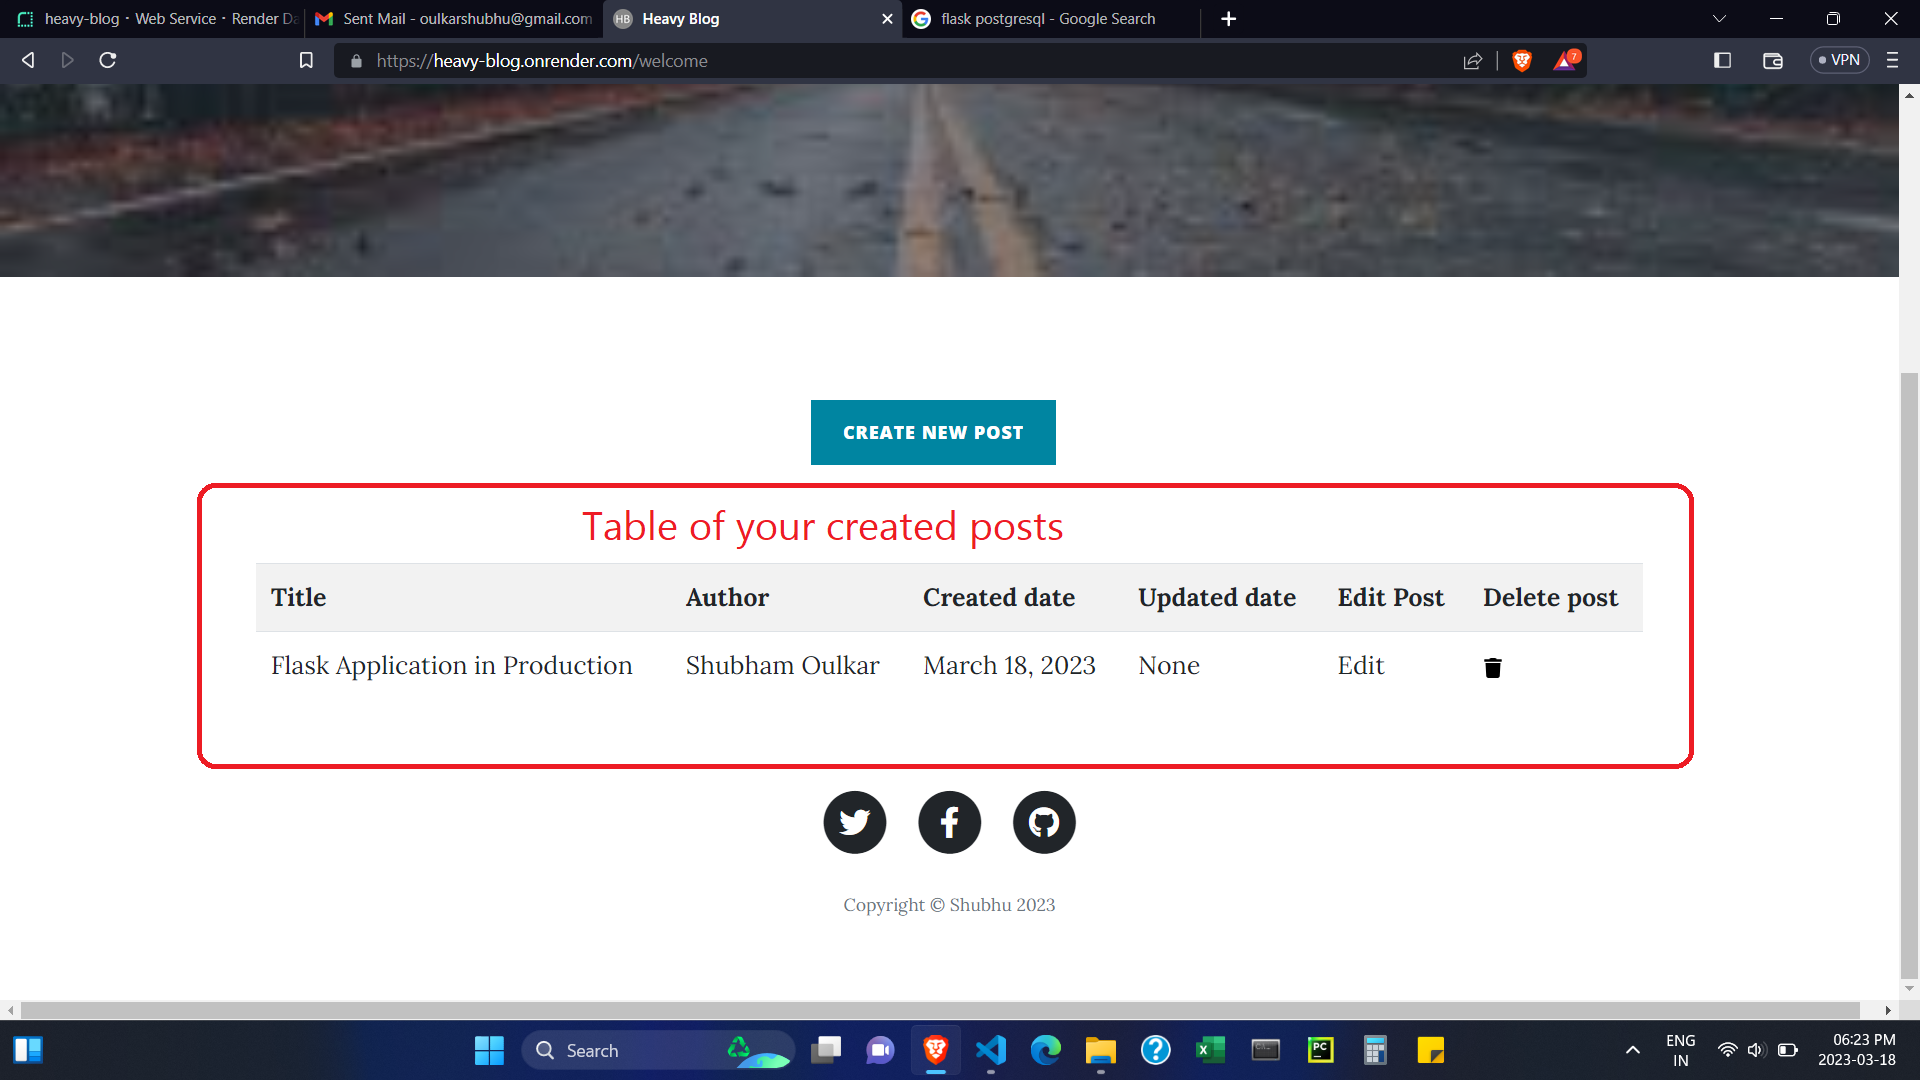 heavy-blog · Web Service · Render Da
Sent Mail - oulkarshubhu@gmail.com
HB
Heavy Blog
flask postgresql - Google Search
https://heavy-blog.onrender.com/welcome
7
VPN
CREATE NEW POST
Table of your created posts
Title Author Created date Updated date Edit Post Delete post
Flask Application in Production Shubham Oulkar March 18, 2023 None Edit
Copyright © Shubhu 2023
Search
PC
ENG
IN
06:23 PM
2023-03-18